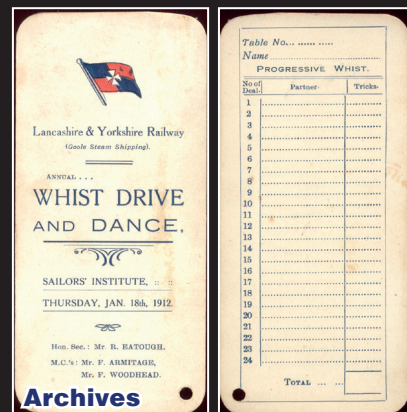 Lancashire & Yorkshire Railway
(Goole Steam Shipping).
ANNUAL . . .
WHIST DRIVE
AND DANCE,
SAILORS' INSTITUTE, :: ::
THURSDAY, JAN. 18th, 1912.
Hon. Sec.: Mr. R. EATOUGH.
M.C.'s: Mr. F. ARMITAGE,
Mr. F. WOODHEAD.
Archives
Table No... ...... .....
Name
PROGRESSIVE WHIST.
No of Deal. Partner. Tricks.
1
2
3
4
5
6
7
8
9
10
11
12
13
14
15
16
17
18
19
20
21
22
23
24
TOTAL ... ...